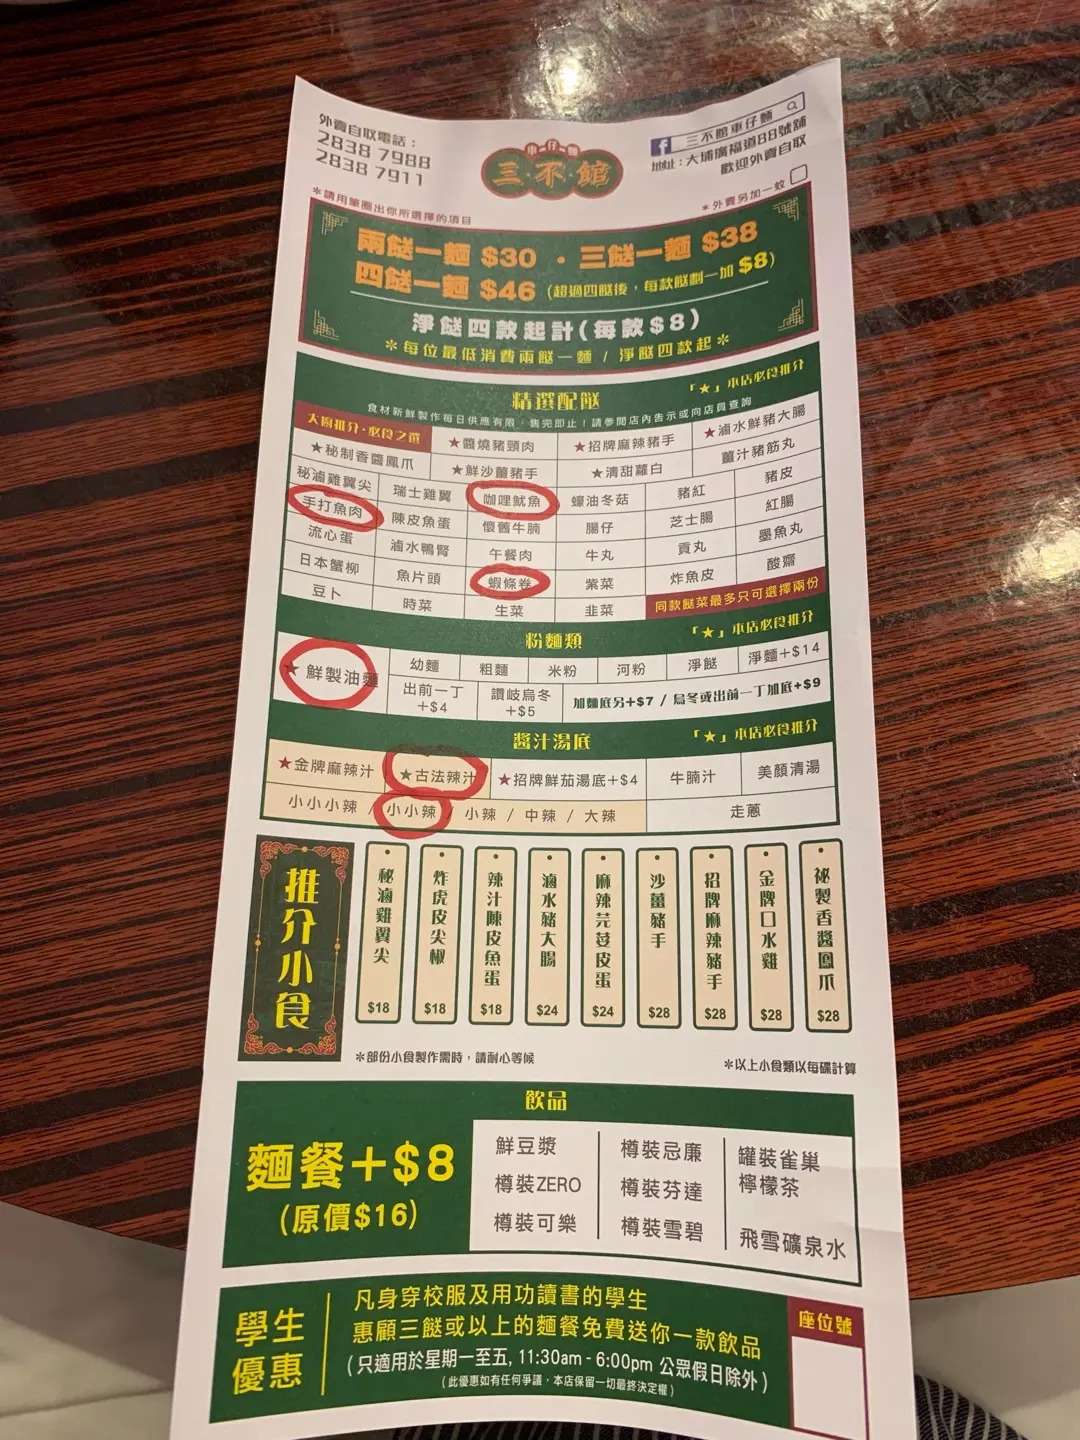 外賣自取電話：
2838 7988
2838 7911
車仔麵
三·不·館
三不館車仔麵
地址：大埔廣福道88號舖
歡迎外賣自取
＊請用筆圈出你所選擇的項目
＊外賣另加一蚊
兩餸一麵 $30 · 三餸一麵 $38
四餸一麵 $46 (超過四餸後，每款餸劃一加 $8)
淨餸四款起計(每款$8)
＊每位最低消費兩餸一麵 / 淨餸四款起＊
精選配餸
「★」本店必食推介
食材新鮮製作每日供應有限，售完即止！請參閱店內告示或向店員查詢
大廚推介·必食之選
★醬燒豬頸肉
★招牌麻辣豬手
★滷水鮮豬大腸
★秘制香醬鳳爪
★鮮沙薑豬手
★清甜蘿白
薑汁豬筋丸
秘滷雞翼尖
瑞士雞翼
咖哩魷魚
蠔油冬菇
豬紅
豬皮
手打魚肉
陳皮魚蛋
懷舊牛腩
腸仔
芝士腸
紅腸
流心蛋
滷水鴨腎
午餐肉
牛丸
貢丸
墨魚丸
日本蟹柳
魚片頭
蝦條卷
紫菜
炸魚皮
酸齋
豆卜
時菜
生菜
韭菜
同款餸菜最多只可選擇兩份
粉麵類
「★」本店必食推介
★鮮製油麵
幼麵
粗麵
米粉
河粉
淨餸
淨麵+$14
出前一丁
+$4
讚岐烏冬
+$5
加麵底另+$7 / 烏冬或出前一丁加底+$9
醬汁湯底
「★」本店必食推介
★金牌麻辣汁
★古法辣汁
★招牌鮮茄湯底+$4
牛腩汁
美顏清湯
小小小辣 / 小小辣 / 小辣 / 中辣 / 大辣
走蔥
推介小食
秘滷雞翼尖
$18
炸虎皮尖椒
$18
辣汁陳皮魚蛋
$18
滷水豬大腸
$24
麻辣芫荽皮蛋
$24
沙薑豬手
$28
招牌麻辣豬手
$28
金牌口水雞
$28
祕製香醬鳳爪
$28
＊部份小食製作需時，請耐心等候
＊以上小食類以每碟計算
飲品
麵餐＋$8
(原價$16)
鮮豆漿
樽裝忌廉
罐裝雀巢
檸檬茶
樽裝ZERO
樽裝芬達
樽裝可樂
樽裝雪碧
飛雪礦泉水
學生
優惠
凡身穿校服及用功讀書的學生
惠顧三餸或以上的麵餐免費送你一款飲品
(只適用於星期一至五, 11:30am - 6:00pm 公眾假日除外)
(此優惠如有任何爭議，本店保留一切最終決定權)
座位號